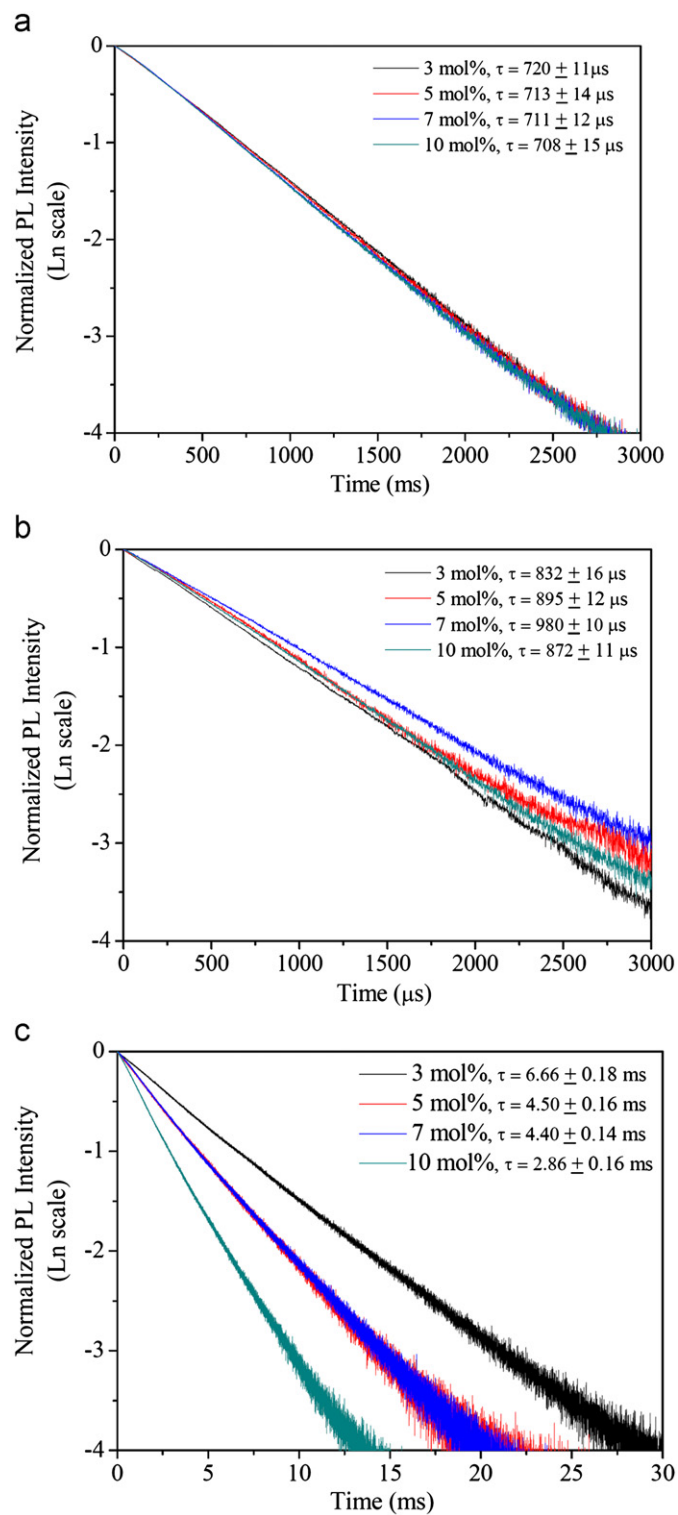 a
0
-1
-2
-3
-4
Normalized PL Intensity
(Ln scale)
3 mol%, τ = 720 ± 11μs
5 mol%, τ = 713 ± 14 μs
7 mol%, τ = 711 ± 12 μs
10 mol%, τ = 708 ± 15 μs
0 500 1000 1500 2000 2500 3000
Time (ms)
b
0
-1
-2
-3
-4
Normalized PL Intensity
(Ln scale)
3 mol%, τ = 832 ± 16 μs
5 mol%, τ = 895 ± 12 μs
7 mol%, τ = 980 ± 10 μs
10 mol%, τ = 872 ± 11 μs
0 500 1000 1500 2000 2500 3000
Time (μs)
c
0
-1
-2
-3
-4
Normalized PL Intensity
(Ln scale)
3 mol%, τ = 6.66 ± 0.18 ms
5 mol%, τ = 4.50 ± 0.16 ms
7 mol%, τ = 4.40 ± 0.14 ms
10 mol%, τ = 2.86 ± 0.16 ms
0 5 10 15 20 25 30
Time (ms)